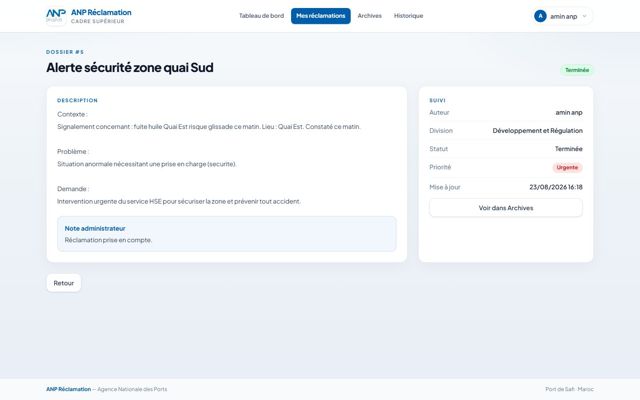 ANP
ANP Réclamation
CADRE SUPÉRIEUR
Tableau de bord
Mes réclamations
Archives
Historique
A
amin anp
DOSSIER #5
Alerte sécurité zone quai Sud
Terminée
DESCRIPTION
Contexte :
Signalement concernant : fuite huile Quai Est risque glissade ce matin. Lieu : Quai Est. Constaté ce matin.
Problème :
Situation anormale nécessitant une prise en charge (securite).
Demande :
Intervention urgente du service HSE pour sécuriser la zone et prévenir tout accident.
Note administrateur
Réclamation prise en compte.
SUIVI
Auteur
amin anp
Division
Développement et Régulation
Statut
Terminée
Priorité
Urgente
Mise à jour
23/08/2026 16:18
Voir dans Archives
Retour
ANP Réclamation — Agence Nationale des Ports
Port de Safi · Maroc